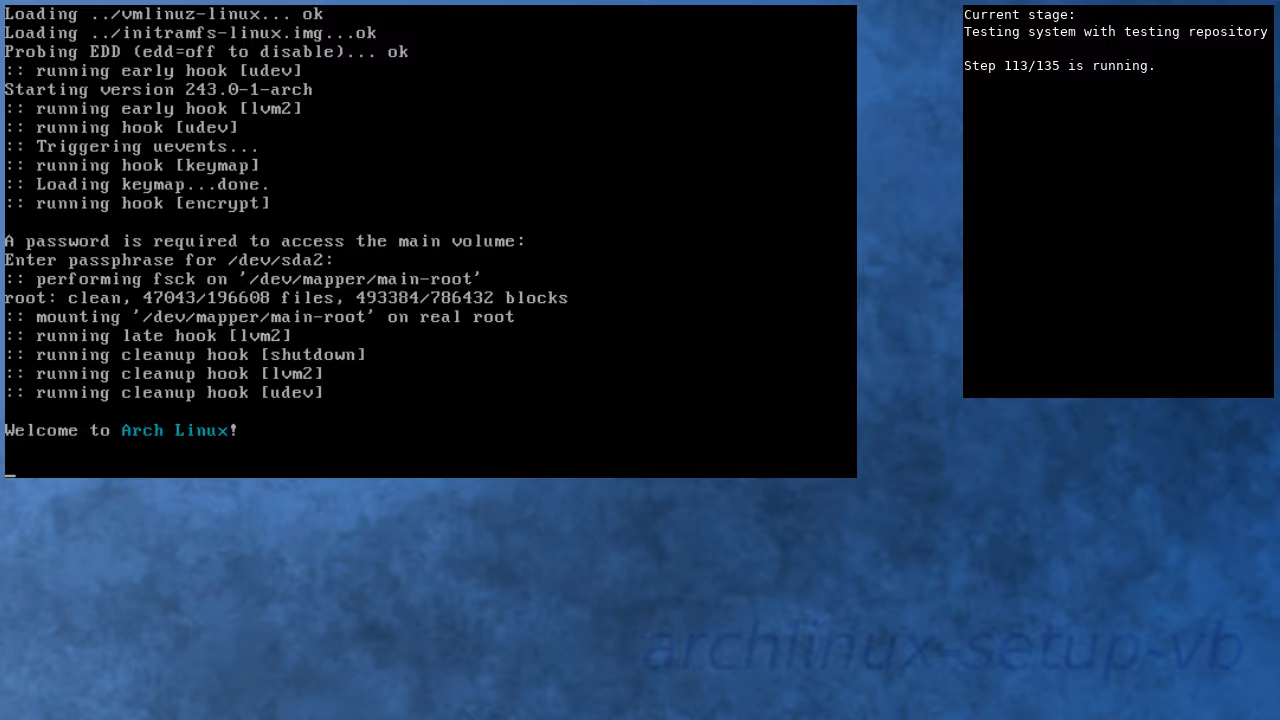 Loading ../vmlinuz-linux... ok
Loading ../initramfs-linux.img...ok
Probing EDD (edd=off to disable)... ok
:: running early hook [udev]
Starting version 243.0-1-arch
:: running early hook [lvm2]
:: running hook [udev]
:: Triggering uevents...
:: running hook [keymap]
:: Loading keymap...done.
:: running hook [encrypt]
A password is required to access the main volume:
Enter passphrase for /dev/sda2:
:: performing fsck on '/dev/mapper/main-root'
root: clean, 47043/196608 files, 493384/786432 blocks
:: mounting '/dev/mapper/main-root' on real root
:: running late hook [lvm2]
:: running cleanup hook [shutdown]
:: running cleanup hook [lvm2]
:: running cleanup hook [udev]
Welcome to Arch Linux!
Current stage:
Testing system with testing repository
Step 113/135 is running.
archlinux-setup-vb